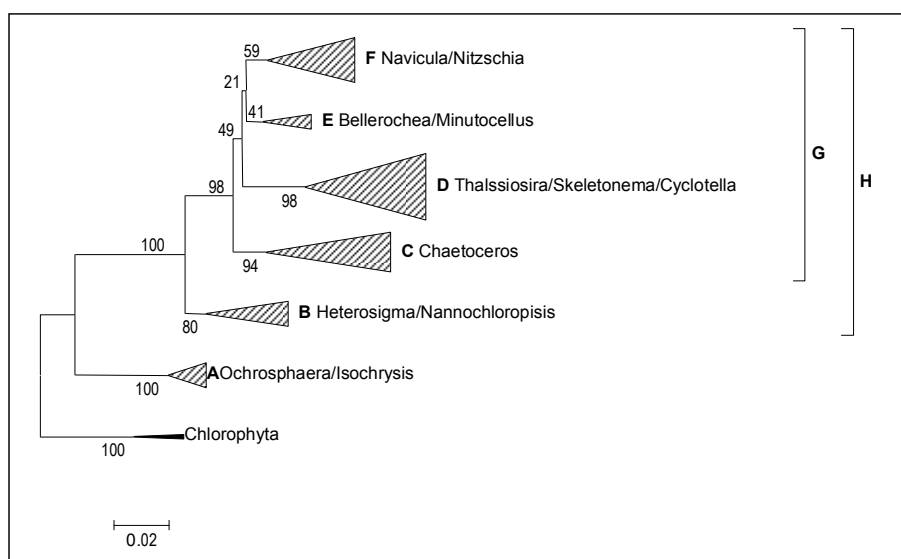 59
F Navicula/Nitzschia
21
41
E Bellerochea/Minutocellus
49
G
H
98
D Thalssiosira/Skeletonema/Cyclotella
98
100
C Chaetoceros
94
B Heterosigma/Nannochloropisis
80
AOchrosphaera/Isochrysis
100
Chlorophyta
100
0.02